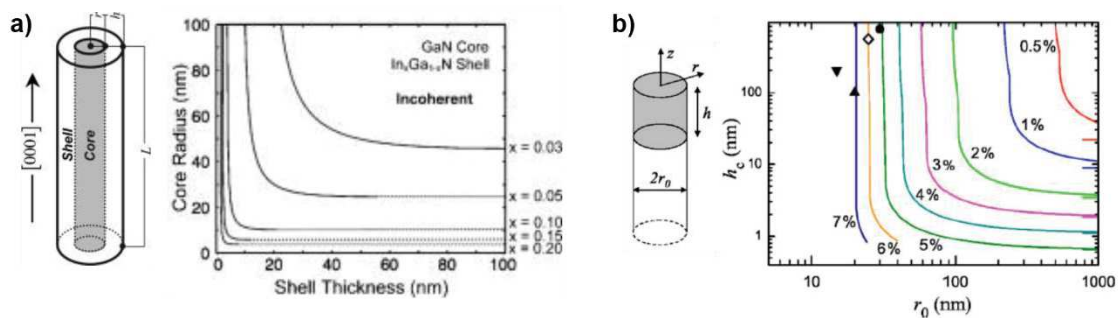 a)
[0001]
Shell
Core
L
Core Radius (nm)
100
80
60
40
20
0
GaN Core
InxGa1-xN Shell
Incoherent
x = 0.03
x = 0.05
x = 0.10
x = 0.15
x = 0.20
0 20 40 60 80 100
Shell Thickness (nm)
b)
z
r
h
2r0
hc (nm)
100
10
1
0.5%
1%
2%
3%
4%
5%
6%
7%
10 100 1000
r0 (nm)